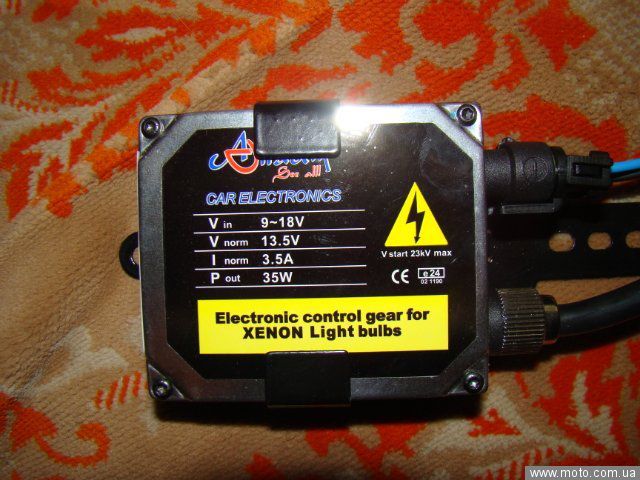 CAR ELECTRONICS
V in 9~18V
V norm 13.5V
I norm 3.5A
P out 35W
V start 23kV max
CE e24
02 1190
Electronic control gear for
XENON Light bulbs
www.moto.com.ua